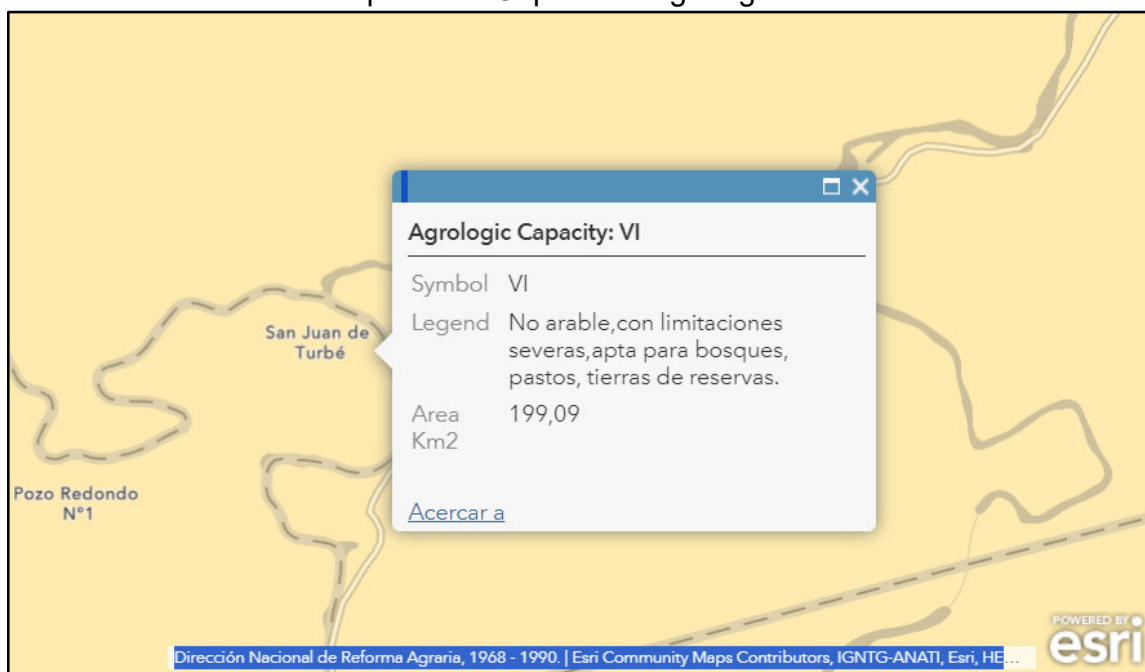 Agrologic Capacity: VI
Symbol VI
Legend No arable,con limitaciones
severas,apta para bosques,
pastos, tierras de reservas.
Area 199,09
Km2
Acercar a
San Juan de
Turbé
Pozo Redondo
N°1
POWERED BY
esri
Dirección Nacional de Reforma Agraria, 1968 - 1990. | Esri Community Maps Contributors, IGNTG-ANATI, Esri, HE...